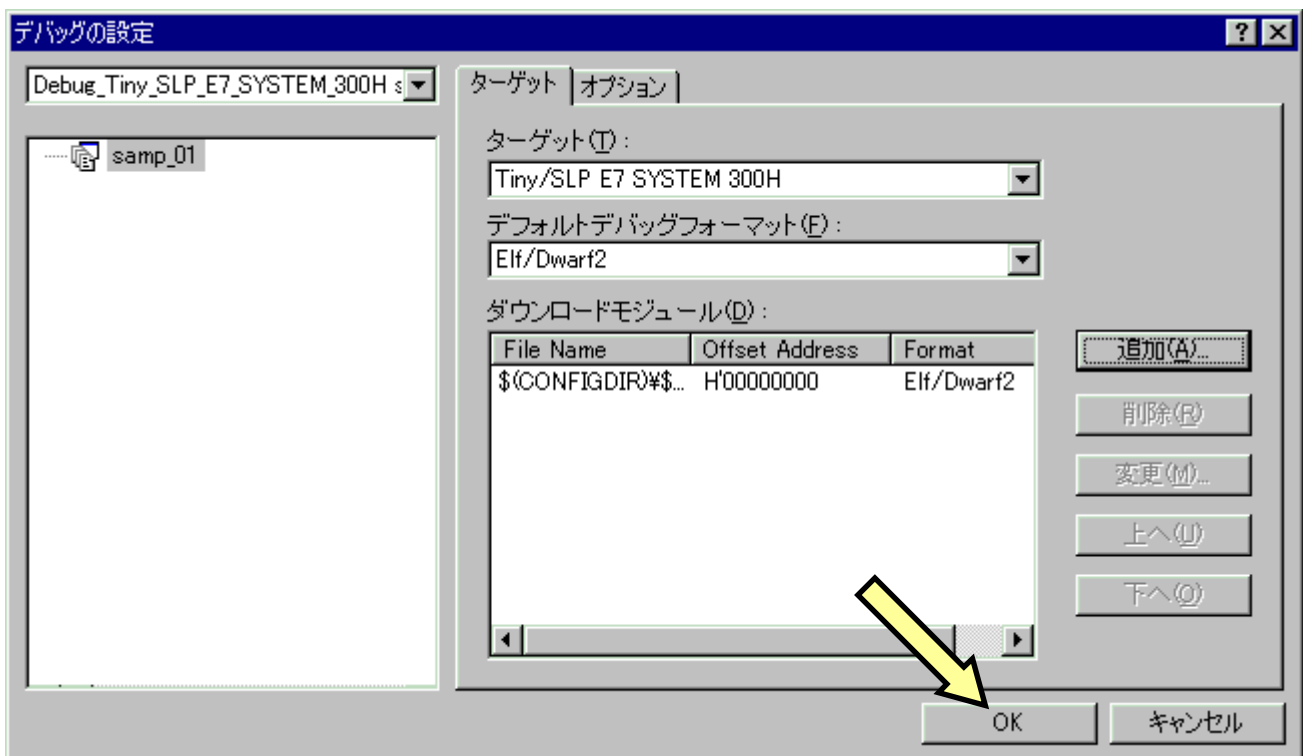 デバッグの設定
Debug_Tiny_SLP_E7_SYSTEM_300H s
ターゲット オプション
samp_01
ターゲット(T) :
Tiny/SLP E7 SYSTEM 300H
デフォルトデバッグフォーマット(F) :
Elf/Dwarf2
ダウンロードモジュール(D) :
File Name Offset Address Format
$(CONFIGDIR)¥$... H'00000000 Elf/Dwarf2
追加(A)...
削除(R)
変更(M)...
上へ(U)
下へ(O)
OK キャンセル